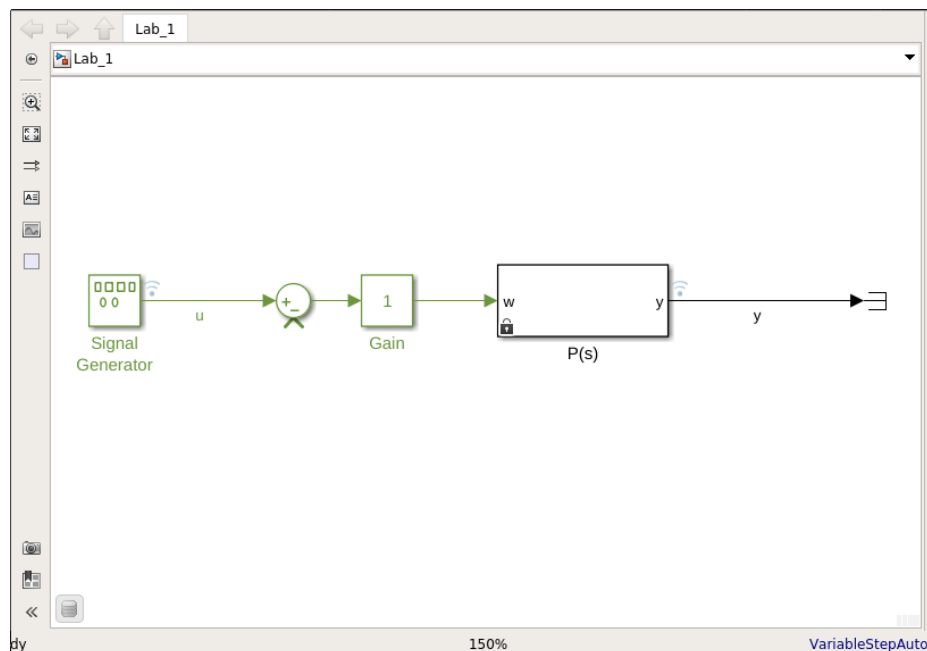 Lab_1
Lab_1
u
+
-
1
w
y
y
Signal
Generator
Gain
P(s)
dy
150%
VariableStepAuto